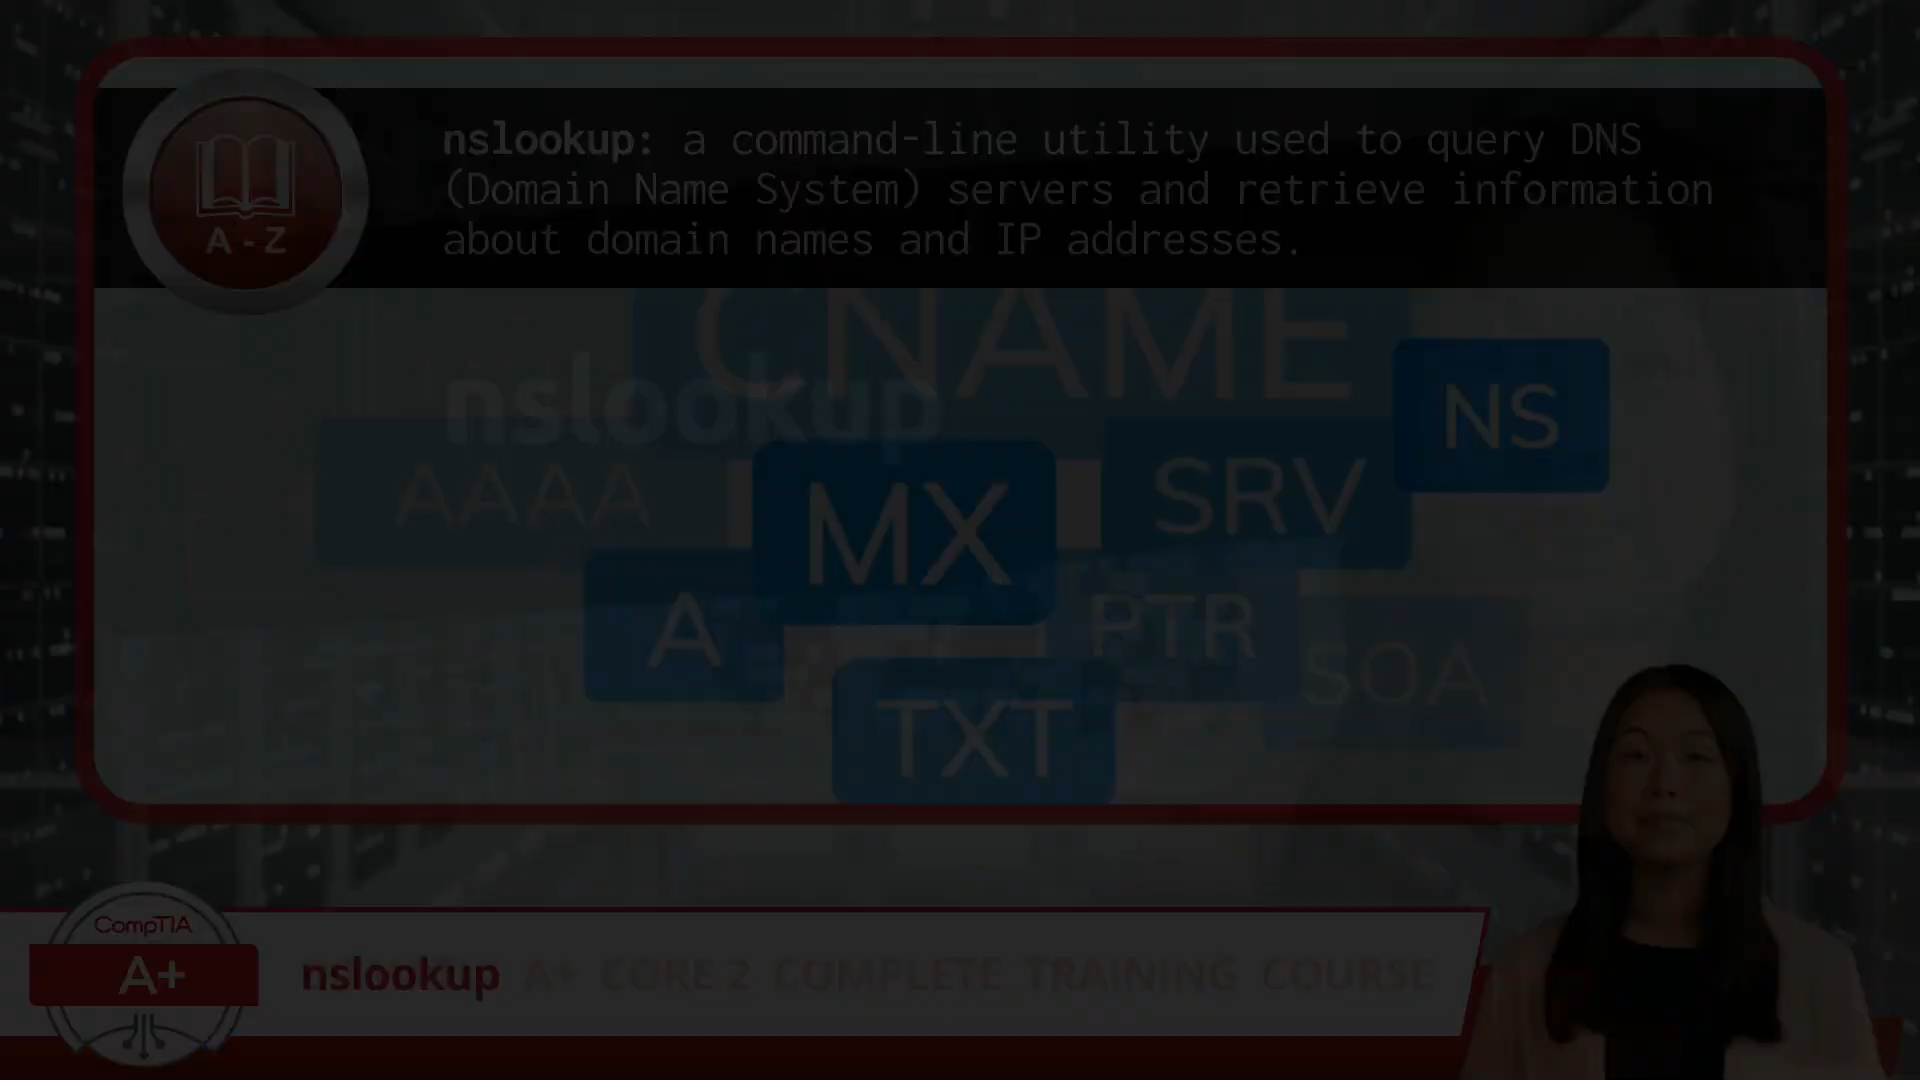 nslookup: a command-line utility used to query DNS
(Domain Name System) servers and retrieve information
about domain names and IP addresses.
A - Z
CNAME
nslookup
NS
AAAA
MX
SRV
A
PTR
SOA
TXT
CompTIA
A+
nslookup
A+ CORE 2 COMPLETE TRAINING COURSE